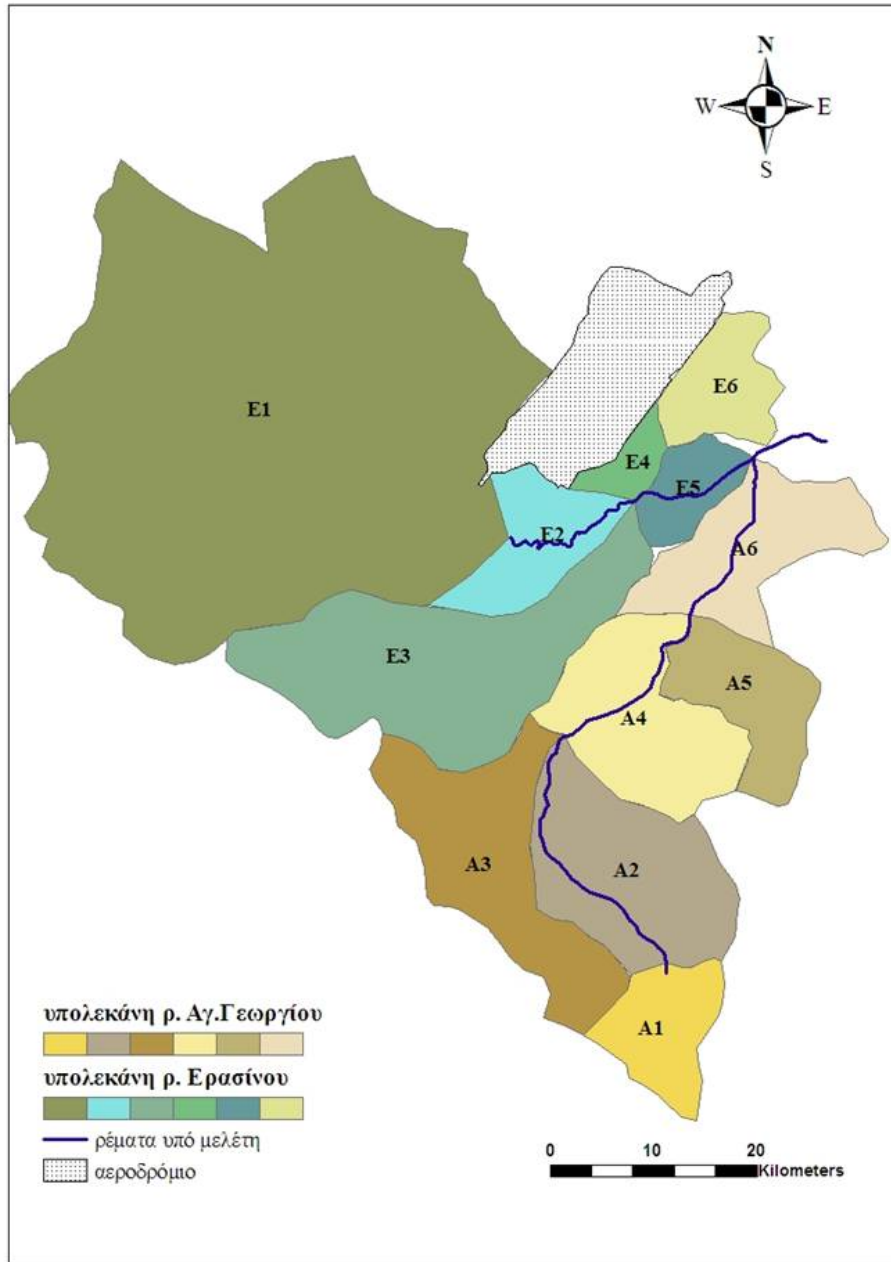 N
W E
S
E6
E1
E4
E5
E2
A6
E3
A5
A4
A3
A2
υπολεκάνη ρ. Αγ.Γεωργίου
A1
υπολεκάνη ρ. Ερασίνου
ρέματα υπό μελέτη
αεροδρόμιο
0 10 20
Kilometers